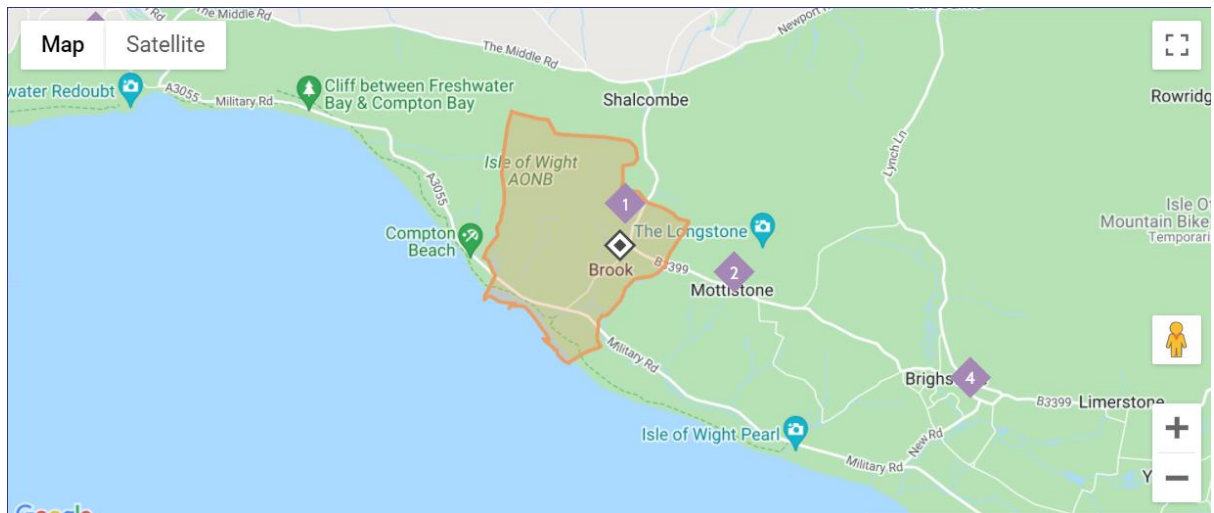 Map
Satellite
The Middle Rd
The Middle Rd
Newport
A3055
Military Rd
water Redoubt
Cliff between Freshwater
Bay & Compton Bay
Shalcombe
Rowridg
Lynch Ln
Isle of Wight
AONB
A3055
1
Isle O
Mountain Bike
Temporari
Compton
Beach
The Longstone
Brook
B3399
2
Mottistone
Military Rd
4
Brighs
B3399
Limerstone
Isle of Wight Pearl
New Rd
Military Rd
Y
Google